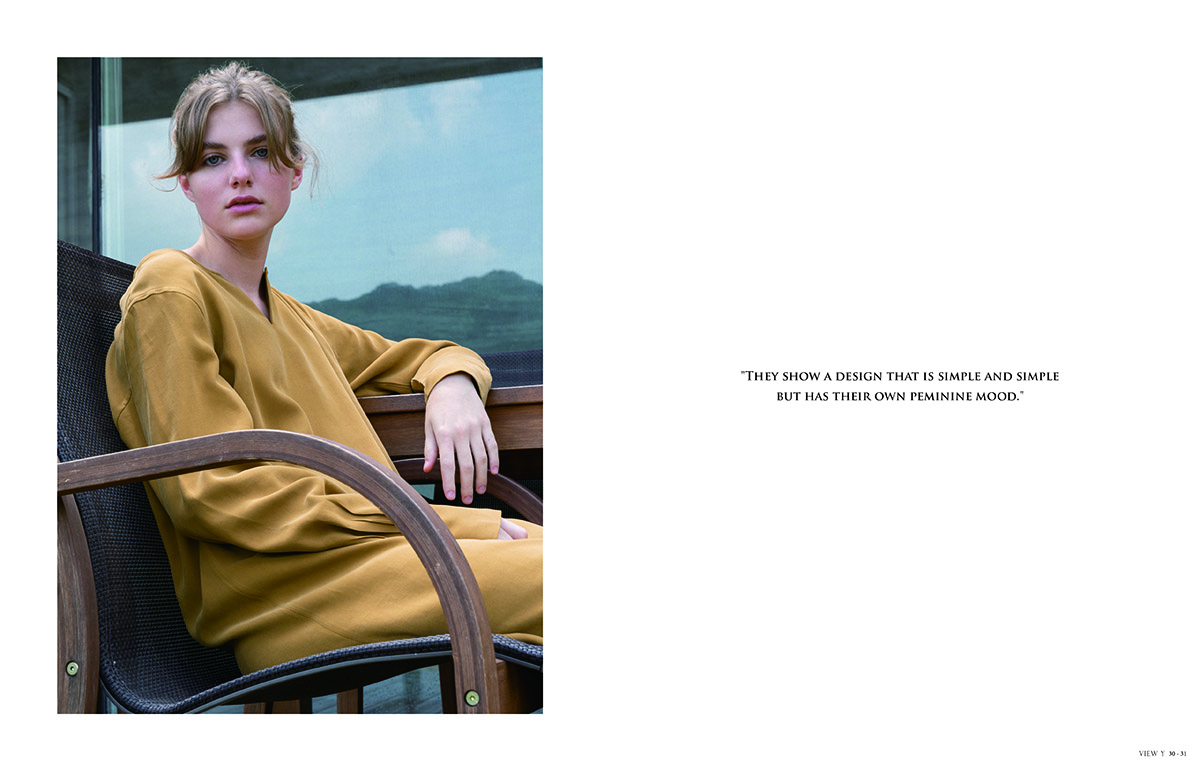 "They show a design that is simple and simple
but has their own peminine mood."
VIEW Y 30 - 31